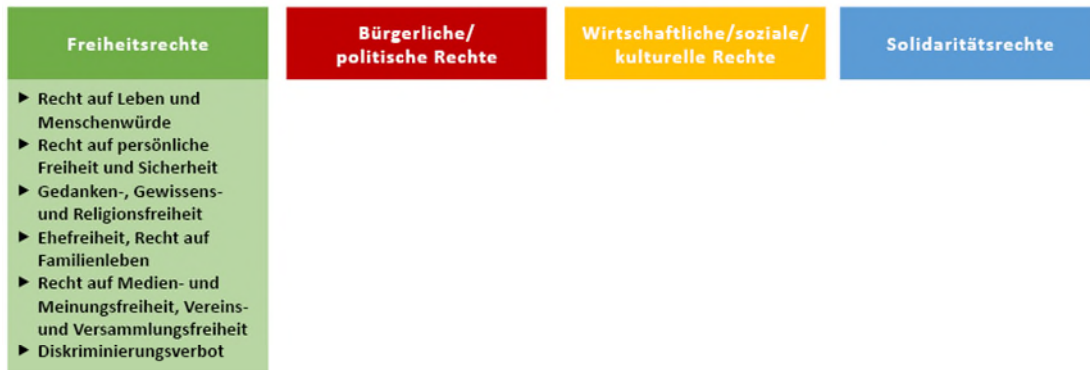 Freiheitsrechte
Bürgerliche/
politische Rechte
Wirtschaftliche/soziale/
kulturelle Rechte
Solidaritätsrechte
► Recht auf Leben und
Menschenwürde
► Recht auf persönliche
Freiheit und Sicherheit
► Gedanken-, Gewissens-
und Religionsfreiheit
► Ehefreiheit, Recht auf
Familienleben
► Recht auf Medien- und
Meinungsfreiheit, Vereins-
und Versammlungsfreiheit
► Diskriminierungsverbot